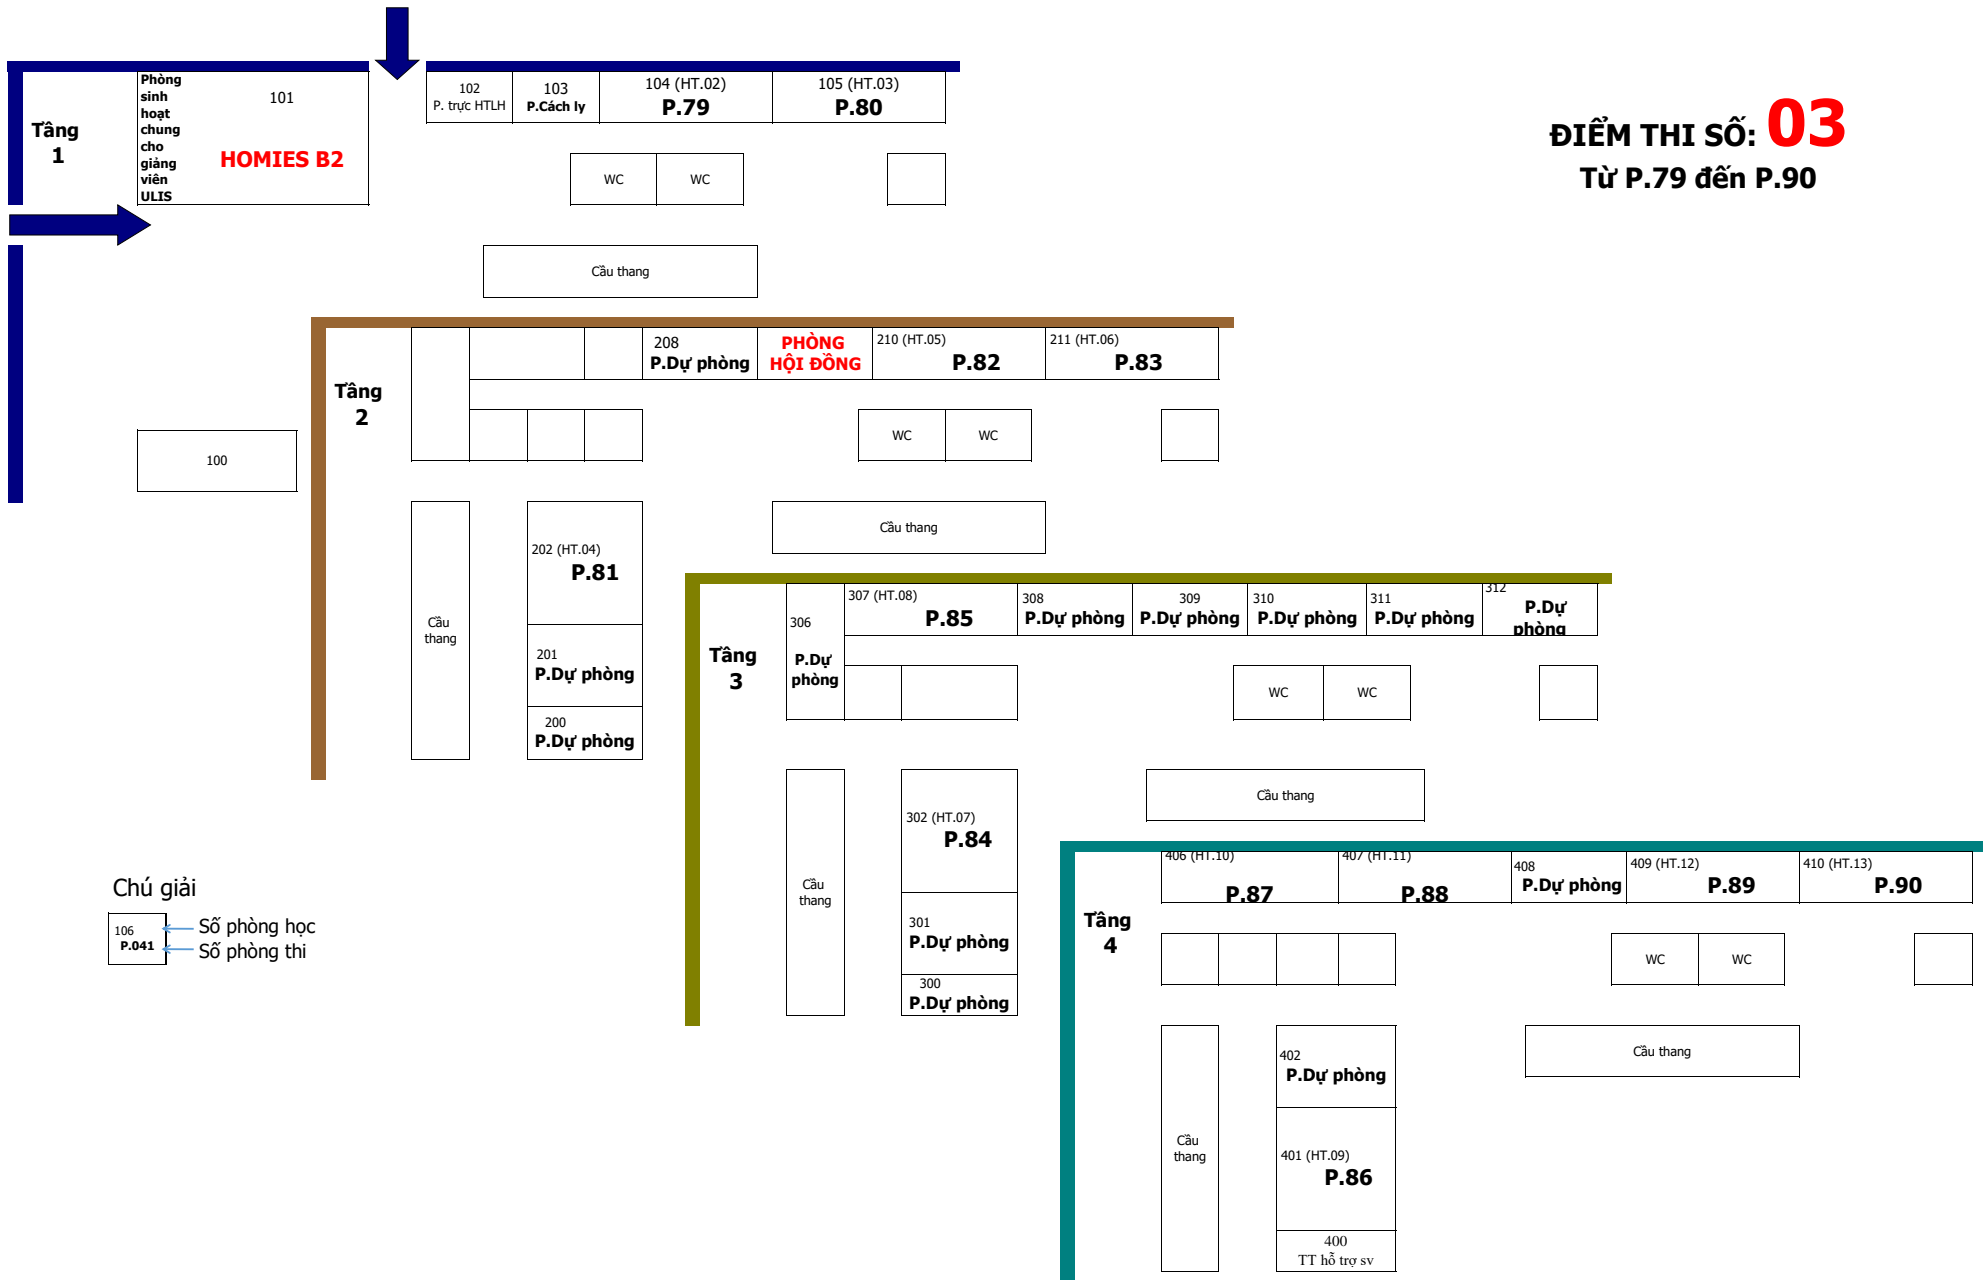 ĐIỂM THI SỐ: 03
Từ P.79 đến P.90
Tầng
1
Phòng
sinh
hoạt
chung
cho
giảng
viên
ULIS
101
HOMIES B2
102
P. trực HTLH
103
P.Cách ly
104 (HT.02)
P.79
105 (HT.03)
P.80
WC
WC
Cầu thang
100
Tầng
2
208
P.Dự phòng
PHÒNG
HỘI ĐỒNG
210 (HT.05)
P.82
211 (HT.06)
P.83
WC
WC
Cầu thang
Cầu
thang
202 (HT.04)
P.81
201
P.Dự phòng
200
P.Dự phòng
Tầng
3
306
P.Dự
phòng
307 (HT.08)
P.85
308
P.Dự phòng
309
P.Dự phòng
310
P.Dự phòng
311
P.Dự phòng
312
P.Dự
phòng
WC
WC
Cầu thang
Cầu
thang
302 (HT.07)
P.84
301
P.Dự phòng
300
P.Dự phòng
Tầng
4
406 (HT.10)
P.87
407 (HT.11)
P.88
408
P.Dự phòng
409 (HT.12)
P.89
410 (HT.13)
P.90
WC
WC
Cầu thang
Cầu
thang
402
P.Dự phòng
401 (HT.09)
P.86
400
TT hỗ trợ sv
Chú giải
106
P.041
Số phòng học
Số phòng thi